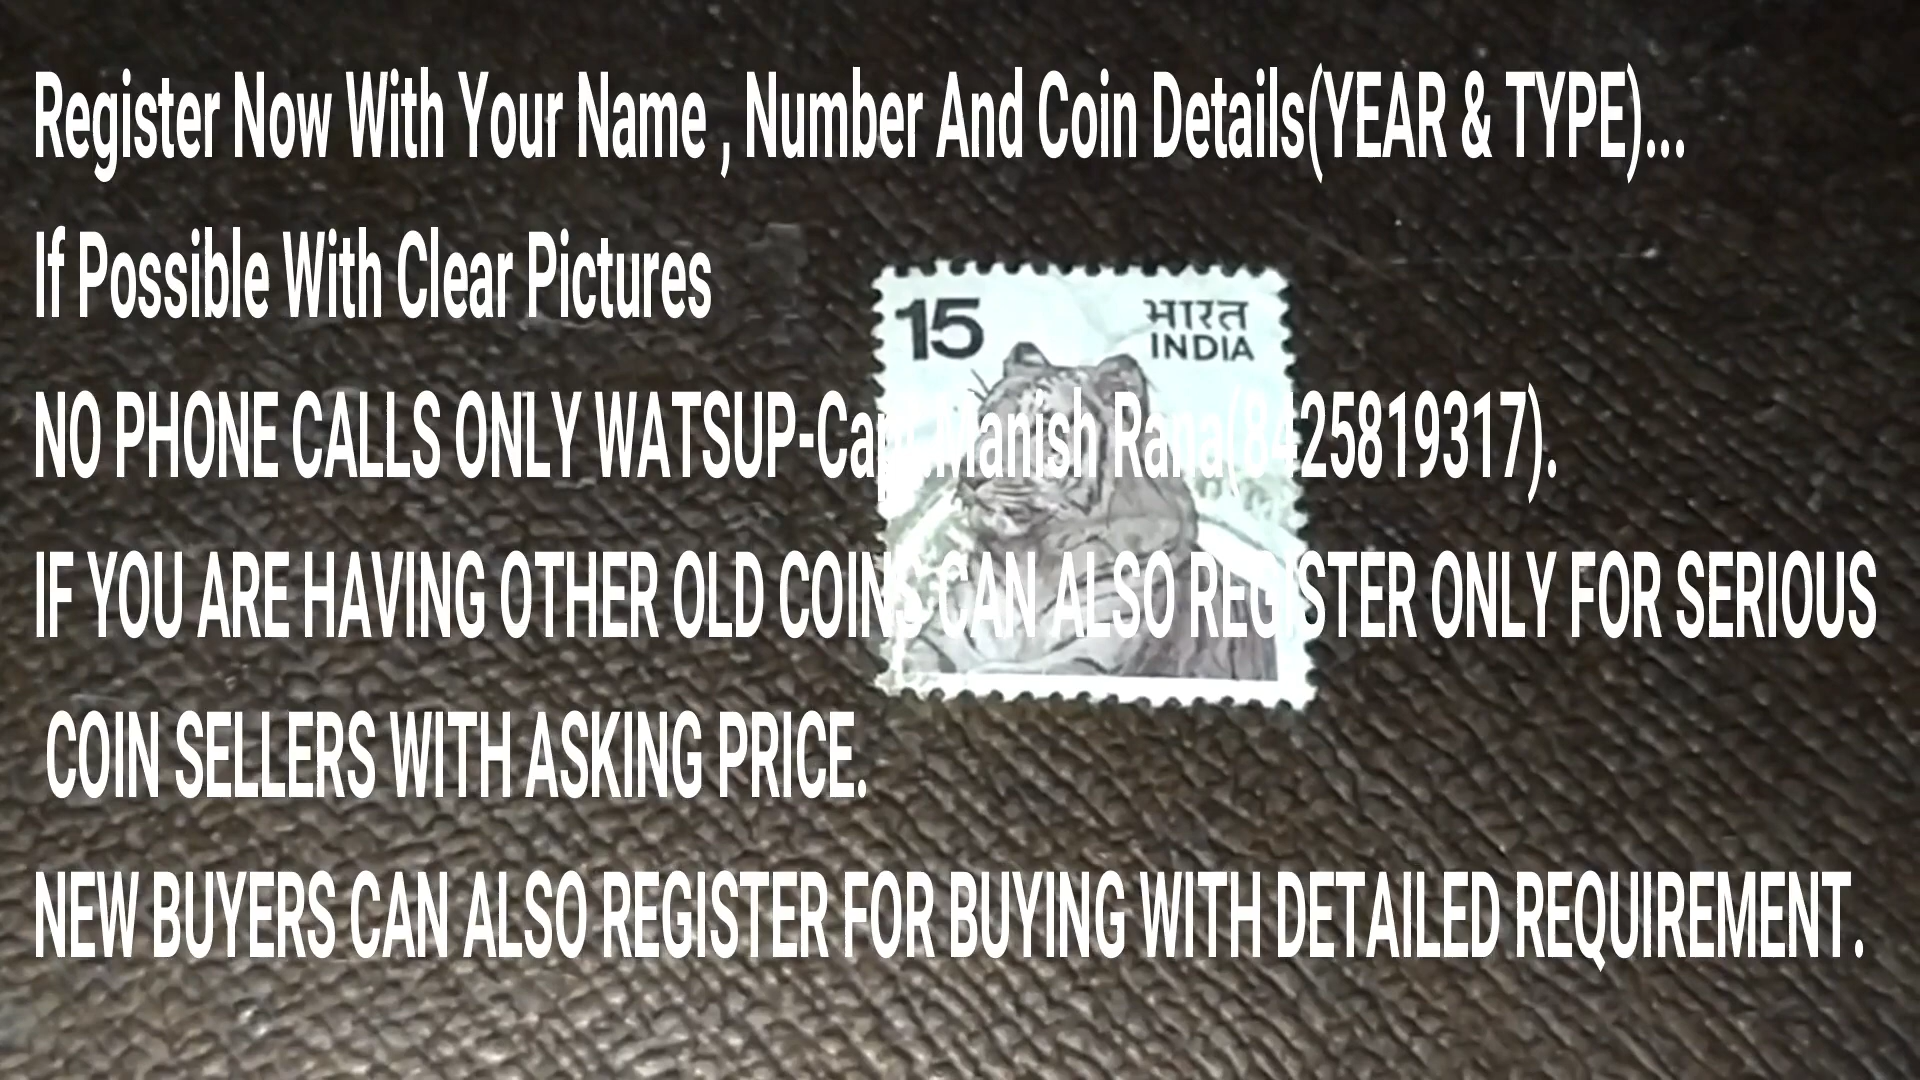 Register Now With Your Name , Number And Coin Details(YEAR & TYPE)...
If Possible With Clear Pictures
15 भारत
INDIA
NO PHONE CALLS ONLY WATSUP-Capt.Manish Rana(8425819317).
IF YOU ARE HAVING OTHER OLD COINS CAN ALSO REGISTER ONLY FOR SERIOUS
COIN SELLERS WITH ASKING PRICE.
NEW BUYERS CAN ALSO REGISTER FOR BUYING WITH DETAILED REQUIREMENT.